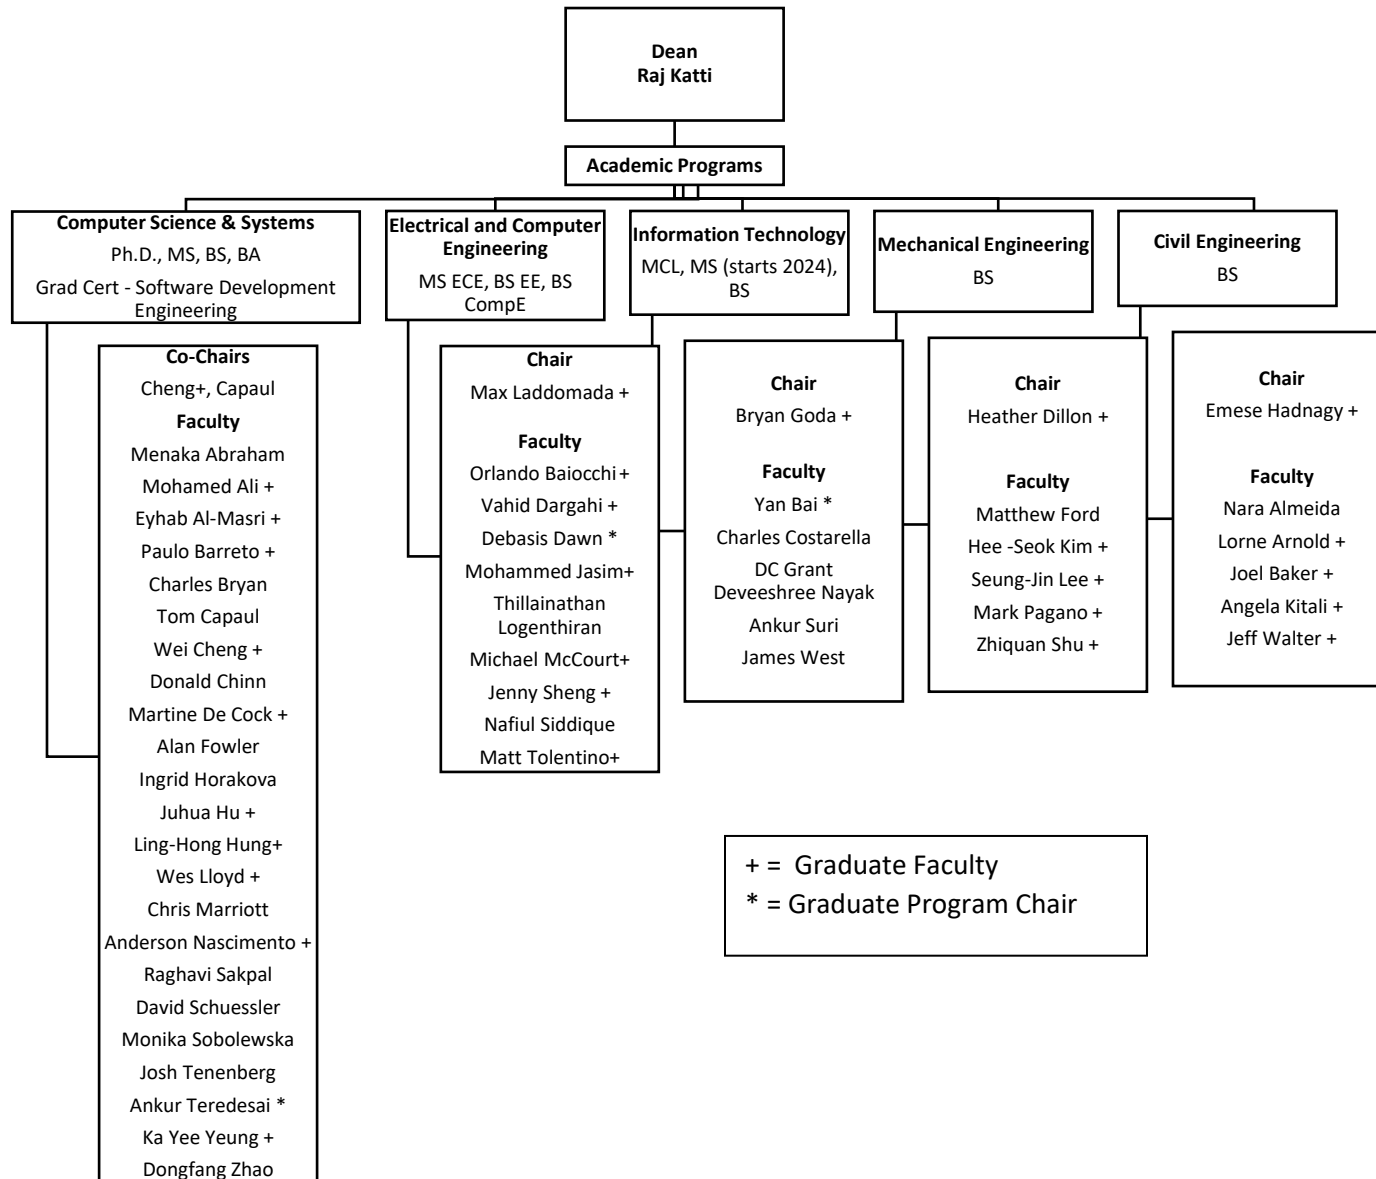 Dean
Raj Katti
Academic Programs
Computer Science & Systems
Ph.D., MS, BS, BA
Grad Cert - Software Development
Engineering
Electrical and Computer
Engineering
MS ECE, BS EE, BS
CompE
Information Technology
MCL, MS (starts 2024),
BS
Mechanical Engineering
BS
Civil Engineering
BS
Co-Chairs
Cheng+, Capaul
Faculty
Menaka Abraham
Mohamed Ali +
Eyhab Al-Masri +
Paulo Barreto +
Charles Bryan
Tom Capaul
Wei Cheng +
Donald Chinn
Martine De Cock +
Alan Fowler
Ingrid Horakova
Juhua Hu +
Ling-Hong Hung+
Wes Lloyd +
Chris Marriott
Anderson Nascimento +
Raghavi Sakpal
David Schuessler
Monika Sobolewska
Josh Tenenberg
Ankur Teredesai *
Ka Yee Yeung +
Dongfang Zhao
Chair
Max Laddomada +
Faculty
Orlando Baiocchi +
Vahid Dargahi +
Debasis Dawn *
Mohammed Jasim+
Thillainathan
Logenthiran
Michael McCourt+
Jenny Sheng +
Nafiul Siddique
Matt Tolentino+
Chair
Bryan Goda +
Faculty
Yan Bai *
Charles Costarella
DC Grant
Deveeshree Nayak
Ankur Suri
James West
Chair
Heather Dillon +
Faculty
Matthew Ford
Hee -Seok Kim +
Seung-Jin Lee +
Mark Pagano +
Zhiquan Shu +
Chair
Emese Hadnagy +
Faculty
Nara Almeida
Lorne Arnold +
Joel Baker +
Angela Kitali +
Jeff Walter +
+ = Graduate Faculty
* = Graduate Program Chair